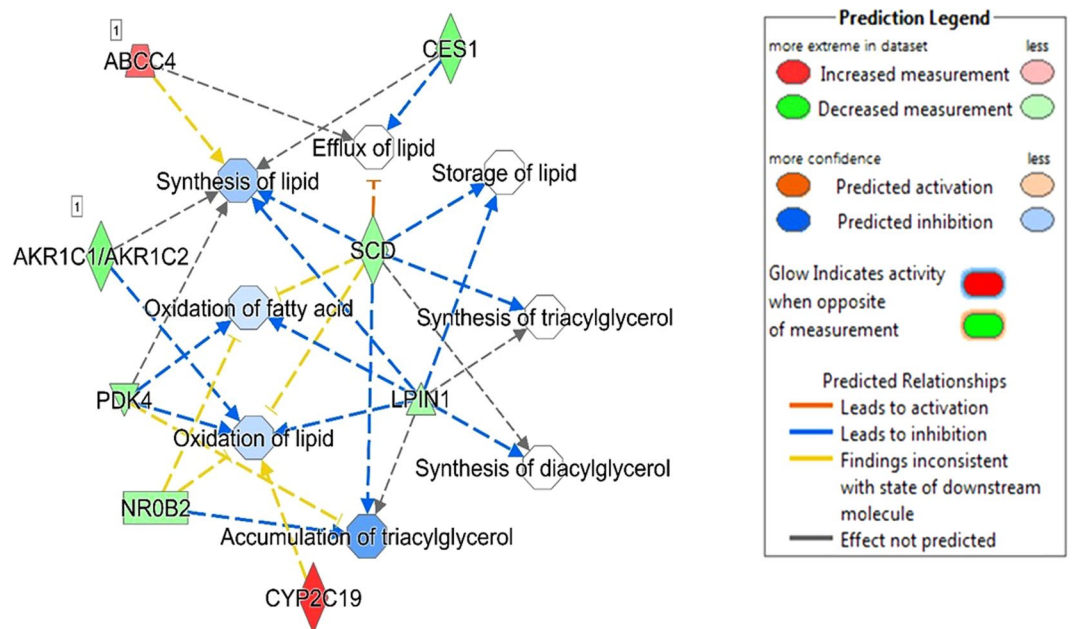 1
ABCC4
CES1
Efflux of lipid
Storage of lipid
Synthesis of lipid
1
AKR1C1/AKR1C2
SCD
Oxidation of fatty acid
Synthesis of triacylglycerol
PDK4
LPIN1
Oxidation of lipid
Synthesis of diacylglycerol
NR0B2
Accumulation of triacylglycerol
CYP2C19
Prediction Legend
more extreme in dataset less
Increased measurement
Decreased measurement
more confidence less
Predicted activation
Predicted inhibition
Glow Indicates activity
when opposite
of measurement
Predicted Relationships
Leads to activation
Leads to inhibition
Findings inconsistent
with state of downstream
molecule
Effect not predicted